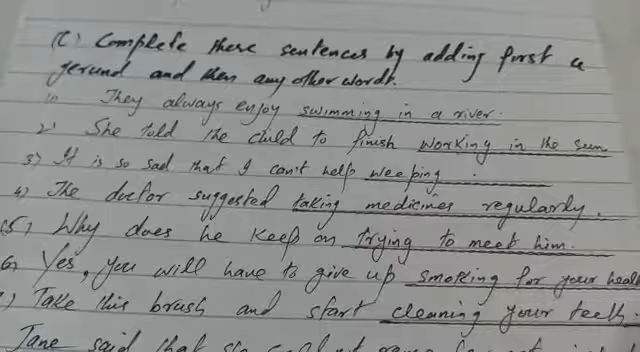 (C) Complete these sentences by adding first a
gerund and then any other words.
1) They always enjoy swimming in a river.
2) She told the child to finish working in the sun
3) It is so sad that I can't help weeping.
4) The doctor suggested taking medicines regularly.
(5) Why does he keep on trying to meet him.
6) Yes, you will have to give up smoking for your heal
) Take this brush and start cleaning your teeth.
Jane said that she